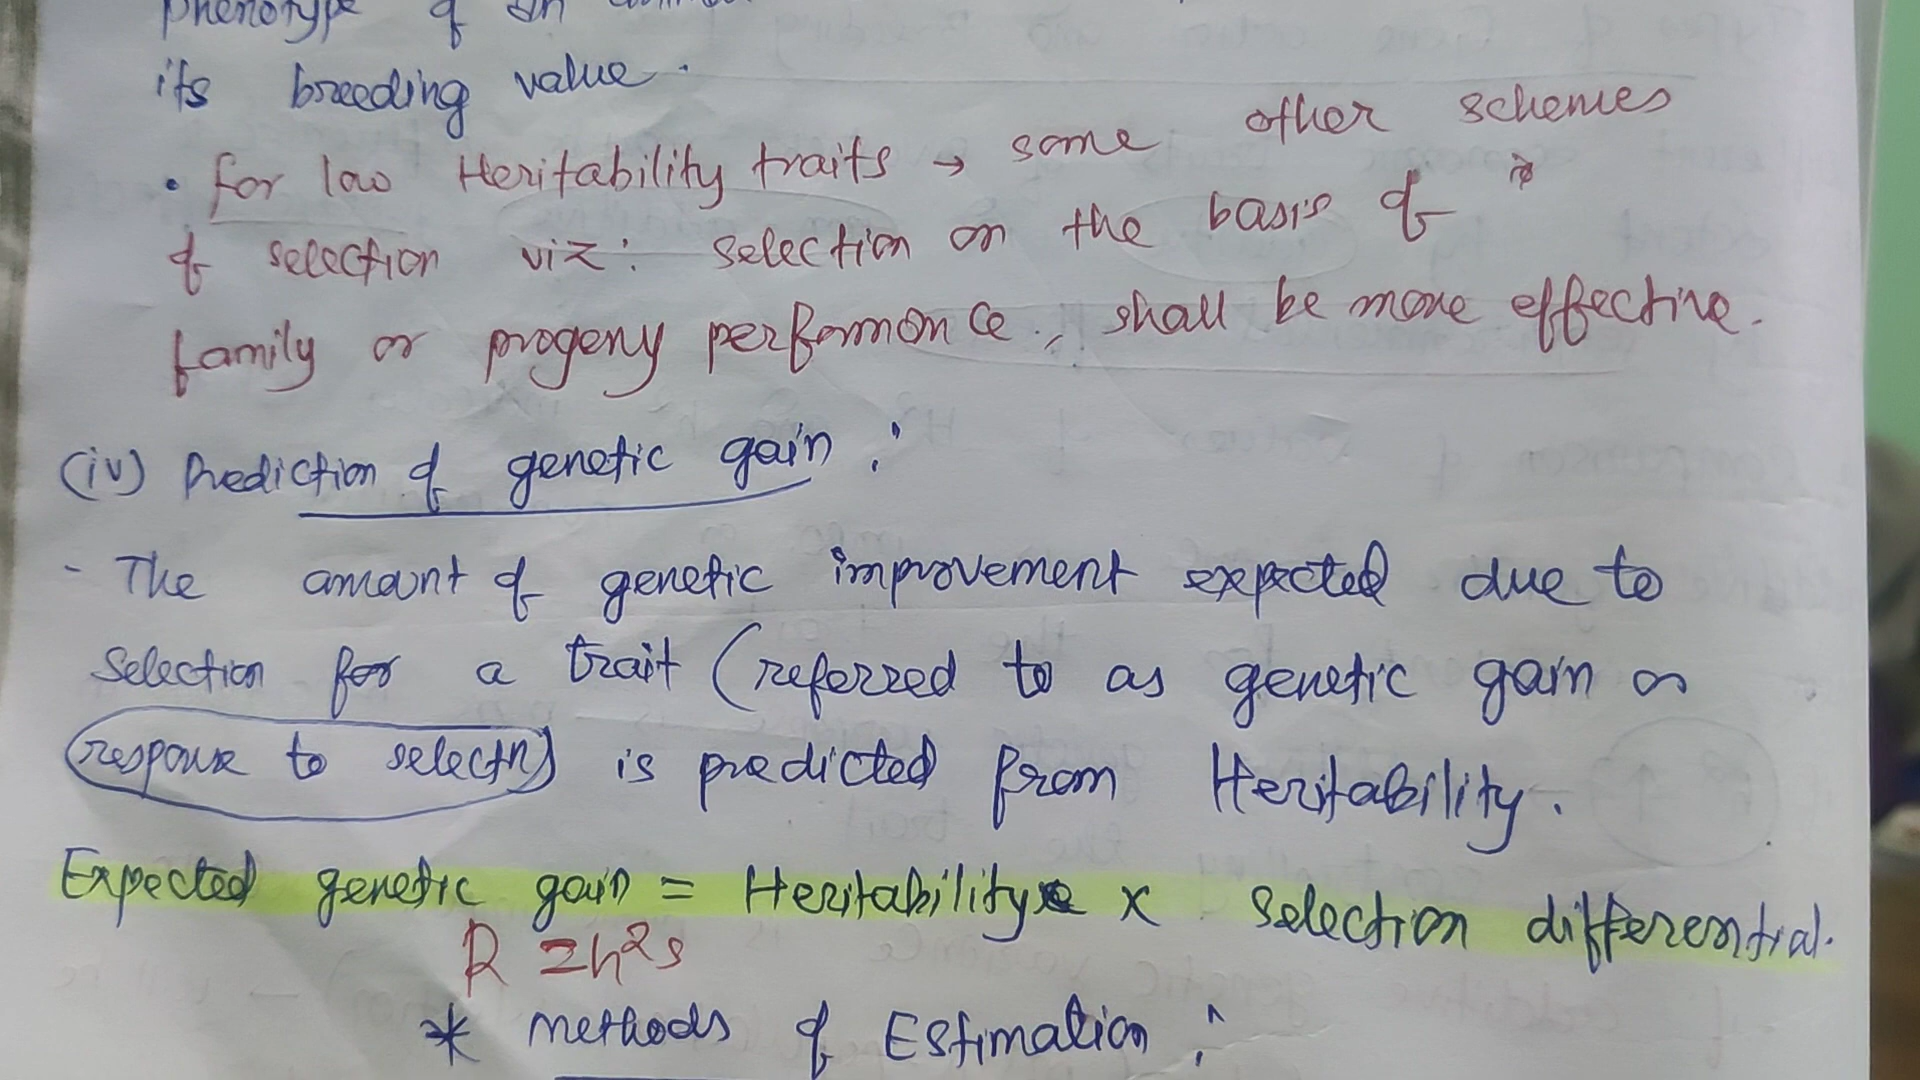 phenotype of an
its breeding value.
• for low Heritability traits → some other schemes
of selection viz: selection on the basis of
family or progeny performance, shall be more effective.
(iv) Prediction of genetic gain:
- The amount of genetic improvement expected due to
selection for a trait (referred to as genetic gain or
response to selectn) is predicted from Heritability.
Expected genetic gain = Heritability x selection differential.
R = h²s
* methods of Estimation: